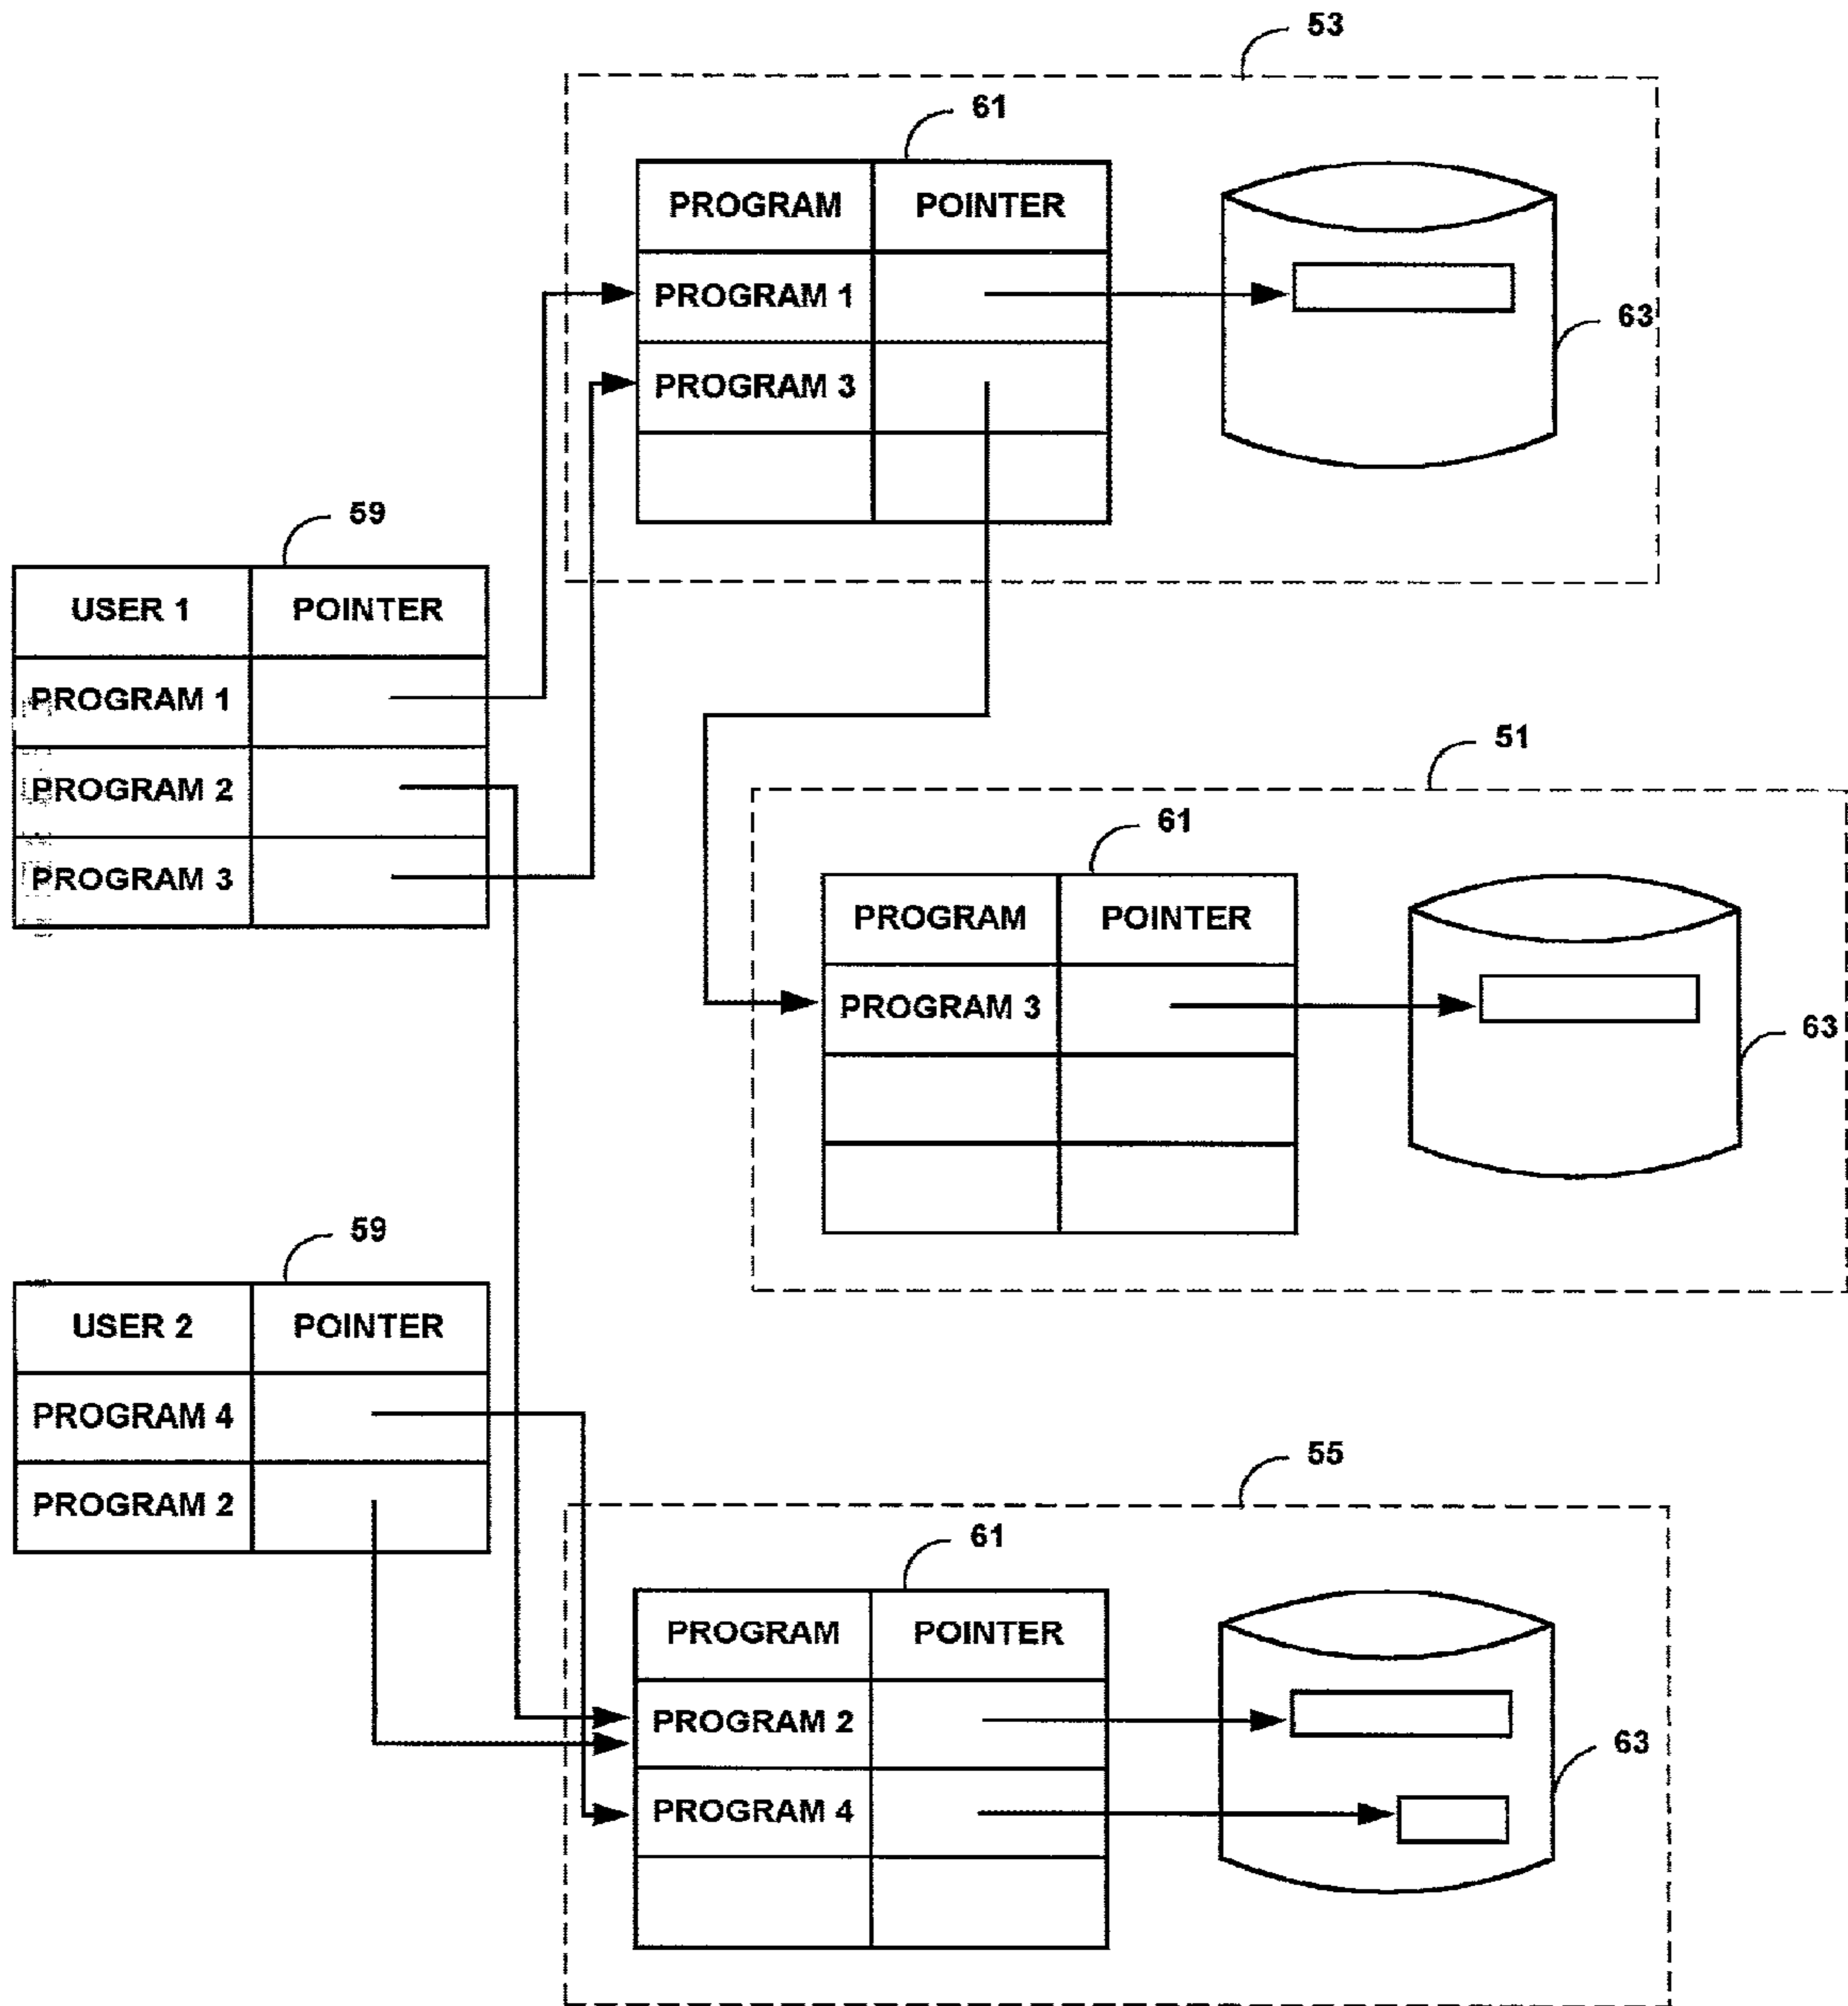 53
61
PROGRAM POINTER
PROGRAM 1
PROGRAM 3
63
59
USER 1 POINTER
PROGRAM 1
PROGRAM 2
PROGRAM 3
51
61
PROGRAM POINTER
PROGRAM 3
63
59
USER 2 POINTER
PROGRAM 4
PROGRAM 2
55
61
PROGRAM POINTER
PROGRAM 2
PROGRAM 4
63